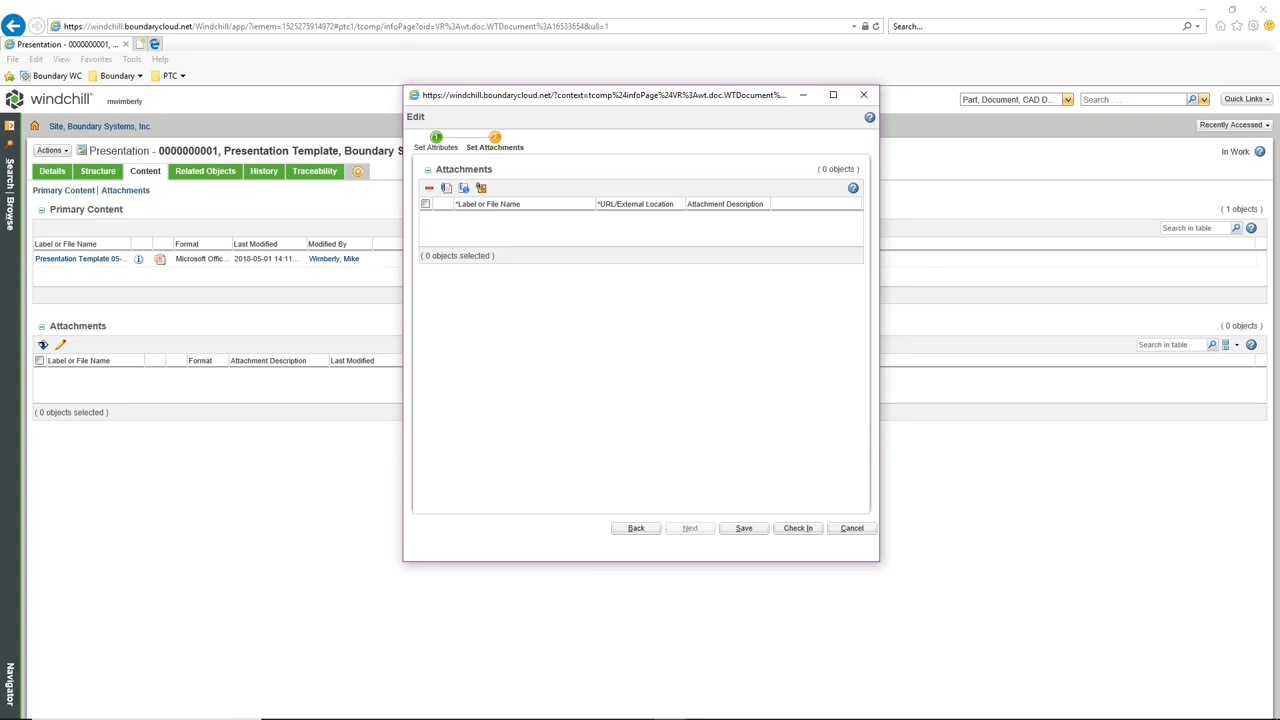 https://windchill.boundarycloud.net/Windchill/app/?iemem=1525275914972#ptc1/tcomp/infoPage?oid=VR%3Awt.doc.WTDocument%3A16533654&u8=1
Search...
Presentation - 0000000001, ...
File Edit View Favorites Tools Help
Boundary WC Boundary PTC
windchill mwimberly
Part, Document, CAD D... Search . . . Quick Links
Site, Boundary Systems, Inc. Recently Accessed
Actions Presentation - 0000000001, Presentation Template, Boundary S
In Work
Details Structure Content Related Objects History Traceability
Primary Content | Attachments
Primary Content ( 1 objects )
Search in table
Label or File Name Format Last Modified Modified By
Presentation Template 05-... Microsoft Offic... 2018-05-01 14:11... Wimberly, Mike
Attachments ( 0 objects )
Search in table
Label or File Name Format Attachment Description Last Modified
( 0 objects selected )
Search | Browse
Navigator
https://windchill.boundarycloud.net/?context=tcomp%24infoPage%24VR%3Awt.doc.WTDocument%...
Edit
1 2
Set Attributes Set Attachments
Attachments ( 0 objects )
*Label or File Name *URL/External Location Attachment Description
( 0 objects selected )
Back Next Save Check In Cancel